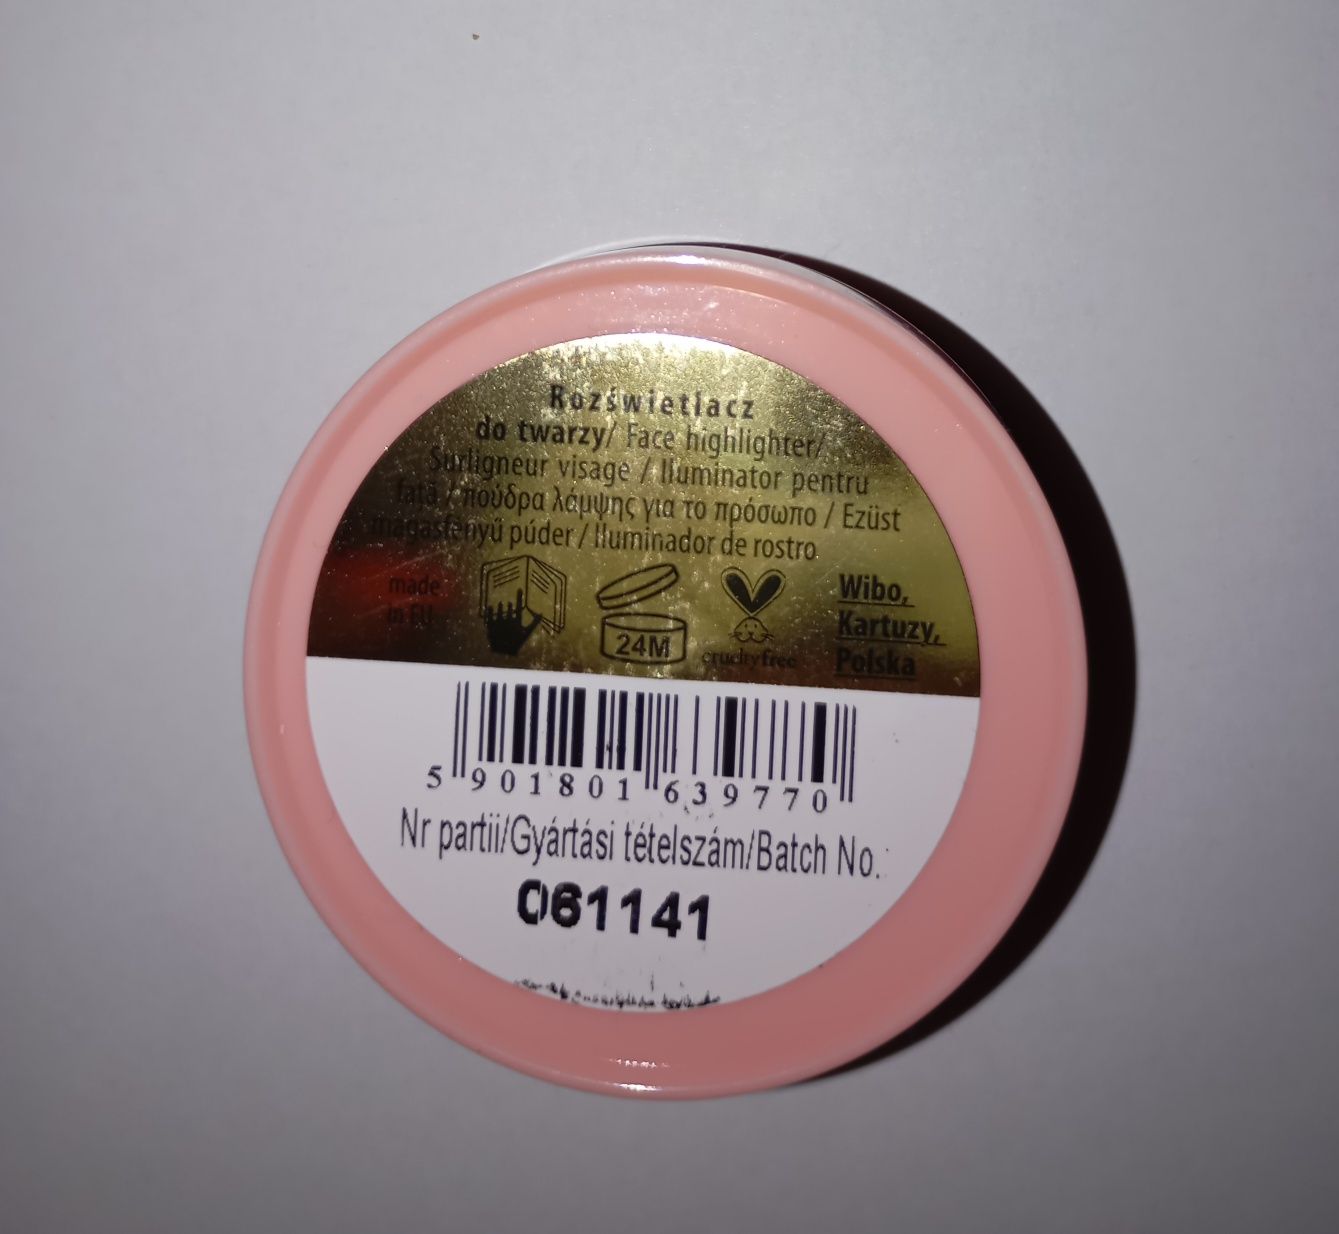 Rozświetlacz
do twarzy/ Face highlighter/
Surligneur visage / Iluminator pentru
față / πούδρα λάμψης για το πρόσωπο / Ezüst
magasfényű púder / Iluminador de rostro
made
in EU
24M
cruelty free
Wibo,
Kartuzy,
Polska
5 901801 639770
Nr partii/Gyártási tételszám/Batch No.:
061141